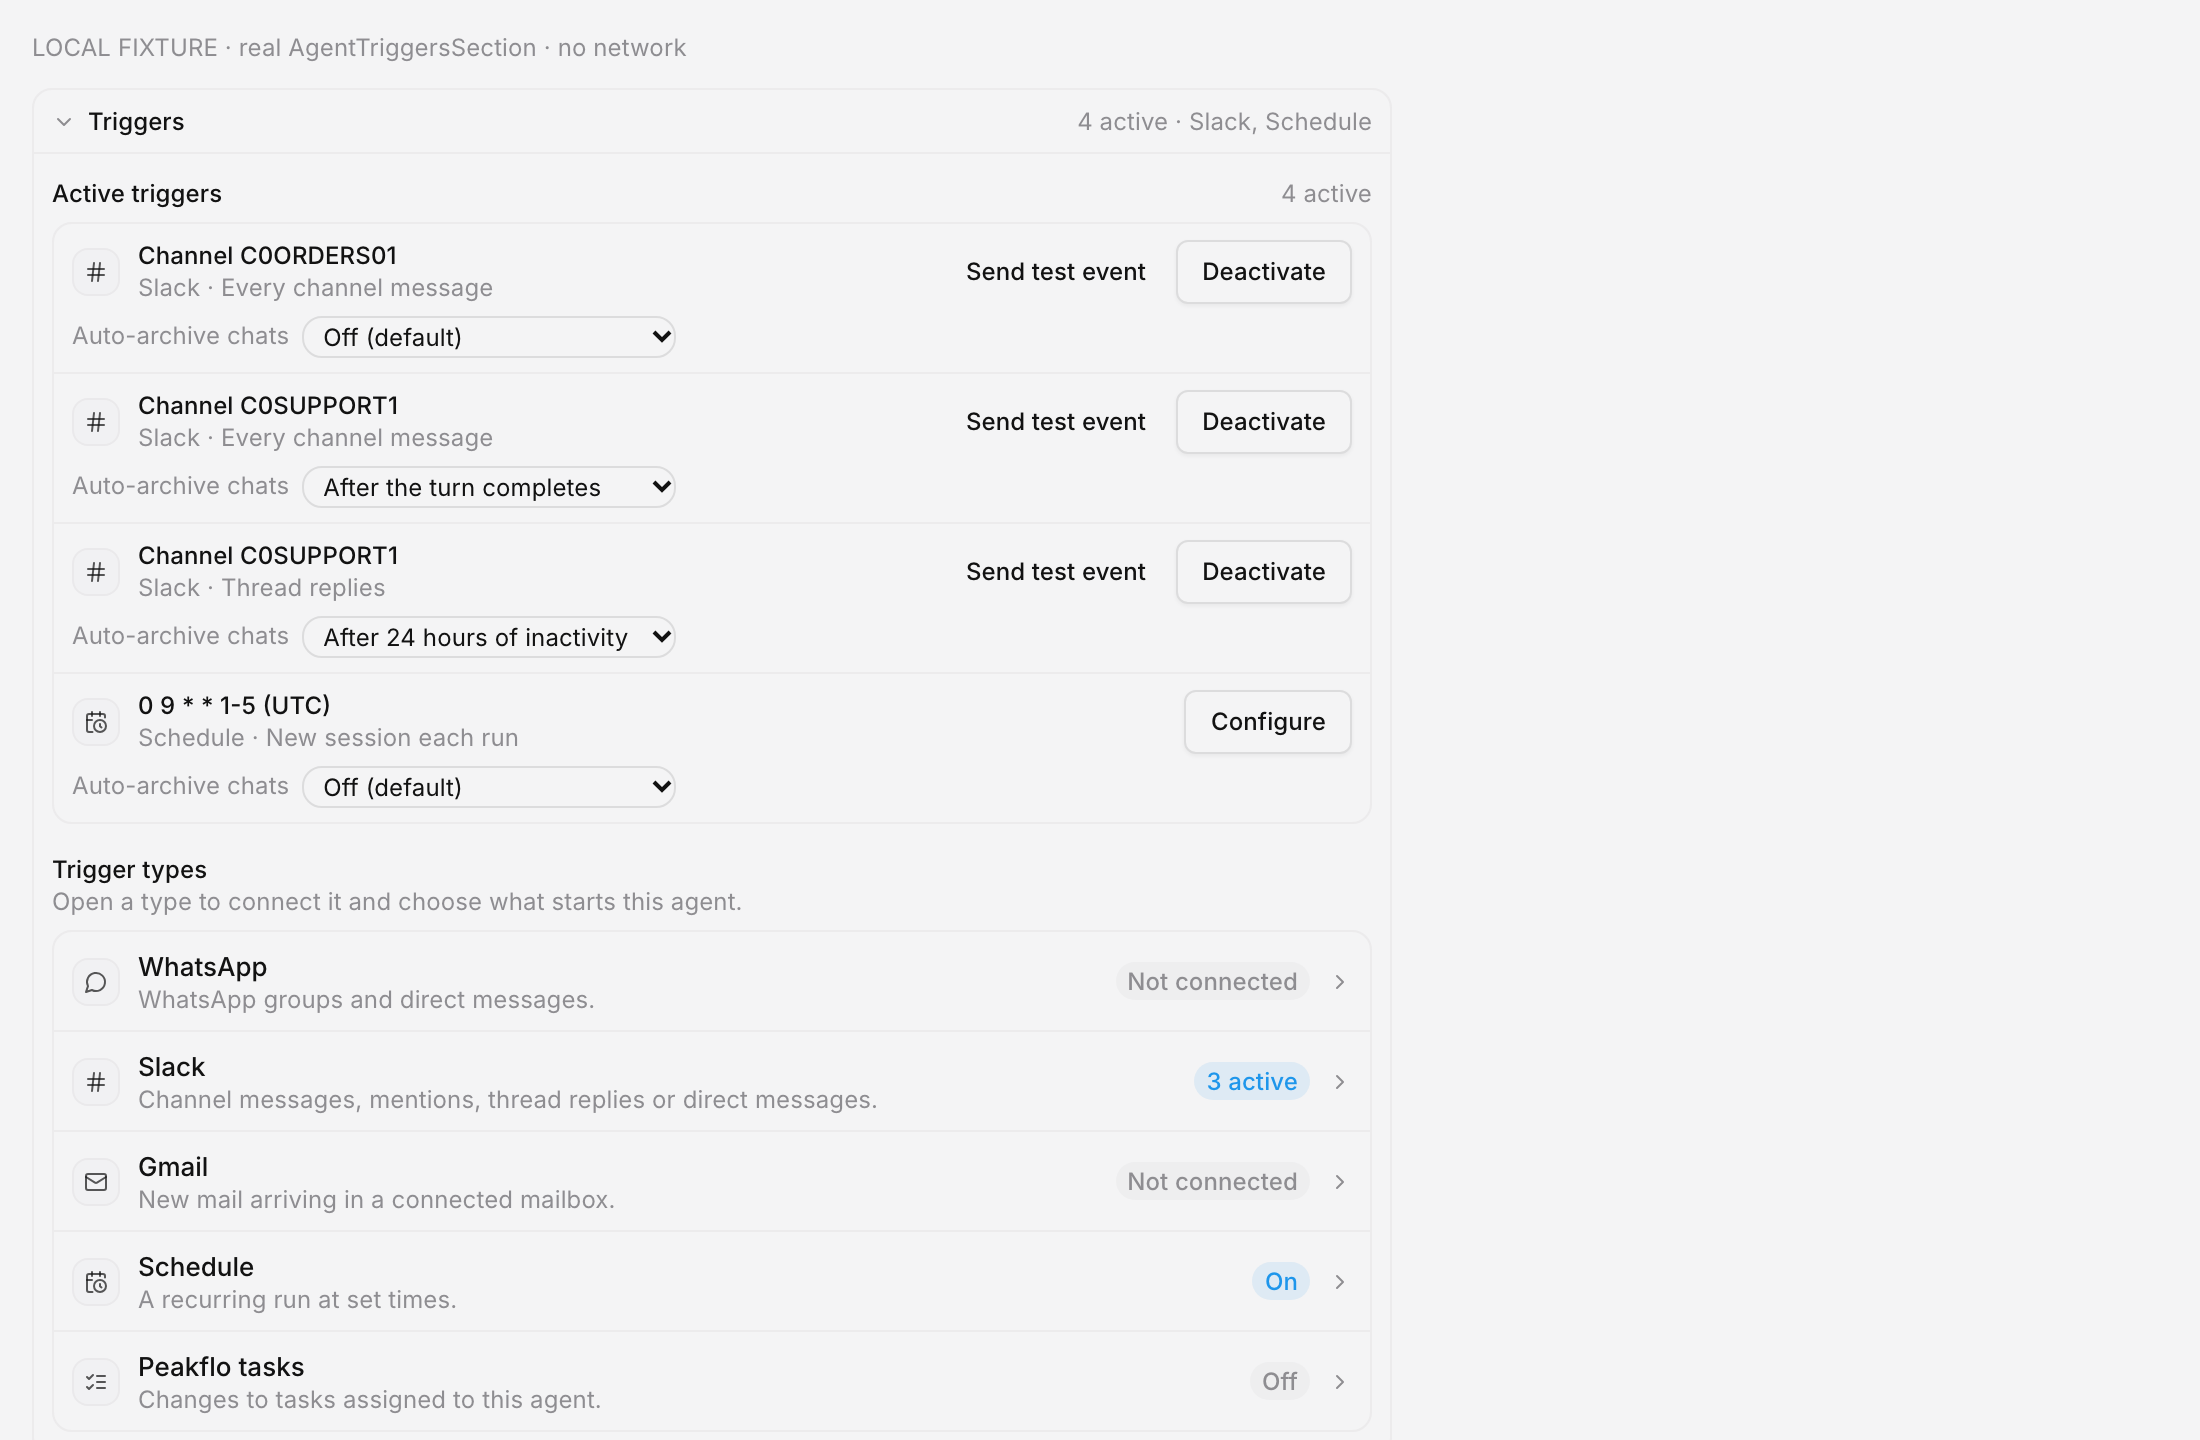 LOCAL FIXTURE · real AgentTriggersSection · no network
Triggers
4 active · Slack, Schedule
Active triggers
4 active
Channel C0ORDERS01
Slack · Every channel message
Send test event
Deactivate
Auto-archive chats
Off (default)
Channel C0SUPPORT1
Slack · Every channel message
Send test event
Deactivate
Auto-archive chats
After the turn completes
Channel C0SUPPORT1
Slack · Thread replies
Send test event
Deactivate
Auto-archive chats
After 24 hours of inactivity
0 9 * * 1-5 (UTC)
Schedule · New session each run
Configure
Auto-archive chats
Off (default)
Trigger types
Open a type to connect it and choose what starts this agent.
WhatsApp
WhatsApp groups and direct messages.
Not connected
Slack
Channel messages, mentions, thread replies or direct messages.
3 active
Gmail
New mail arriving in a connected mailbox.
Not connected
Schedule
A recurring run at set times.
On
Peakflo tasks
Changes to tasks assigned to this agent.
Off